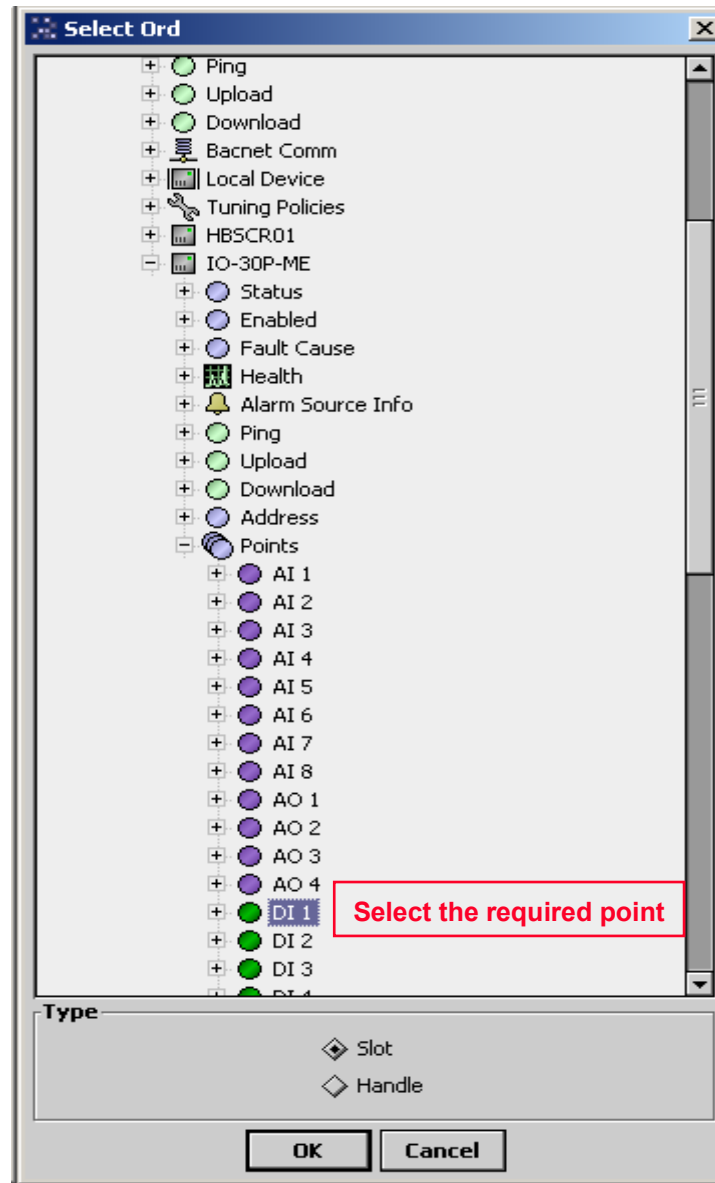 Select Ord
Ping
Upload
Download
Bacnet Comm
Local Device
Tuning Policies
HBSCR01
IO-30P-ME
Status
Enabled
Fault Cause
Health
Alarm Source Info
Ping
Upload
Download
Address
Points
AI 1
AI 2
AI 3
AI 4
AI 5
AI 6
AI 7
AI 8
AO 1
AO 2
AO 3
AO 4
DI 1 Select the required point
DI 2
DI 3
DI 4
Type
Slot
Handle
OK Cancel